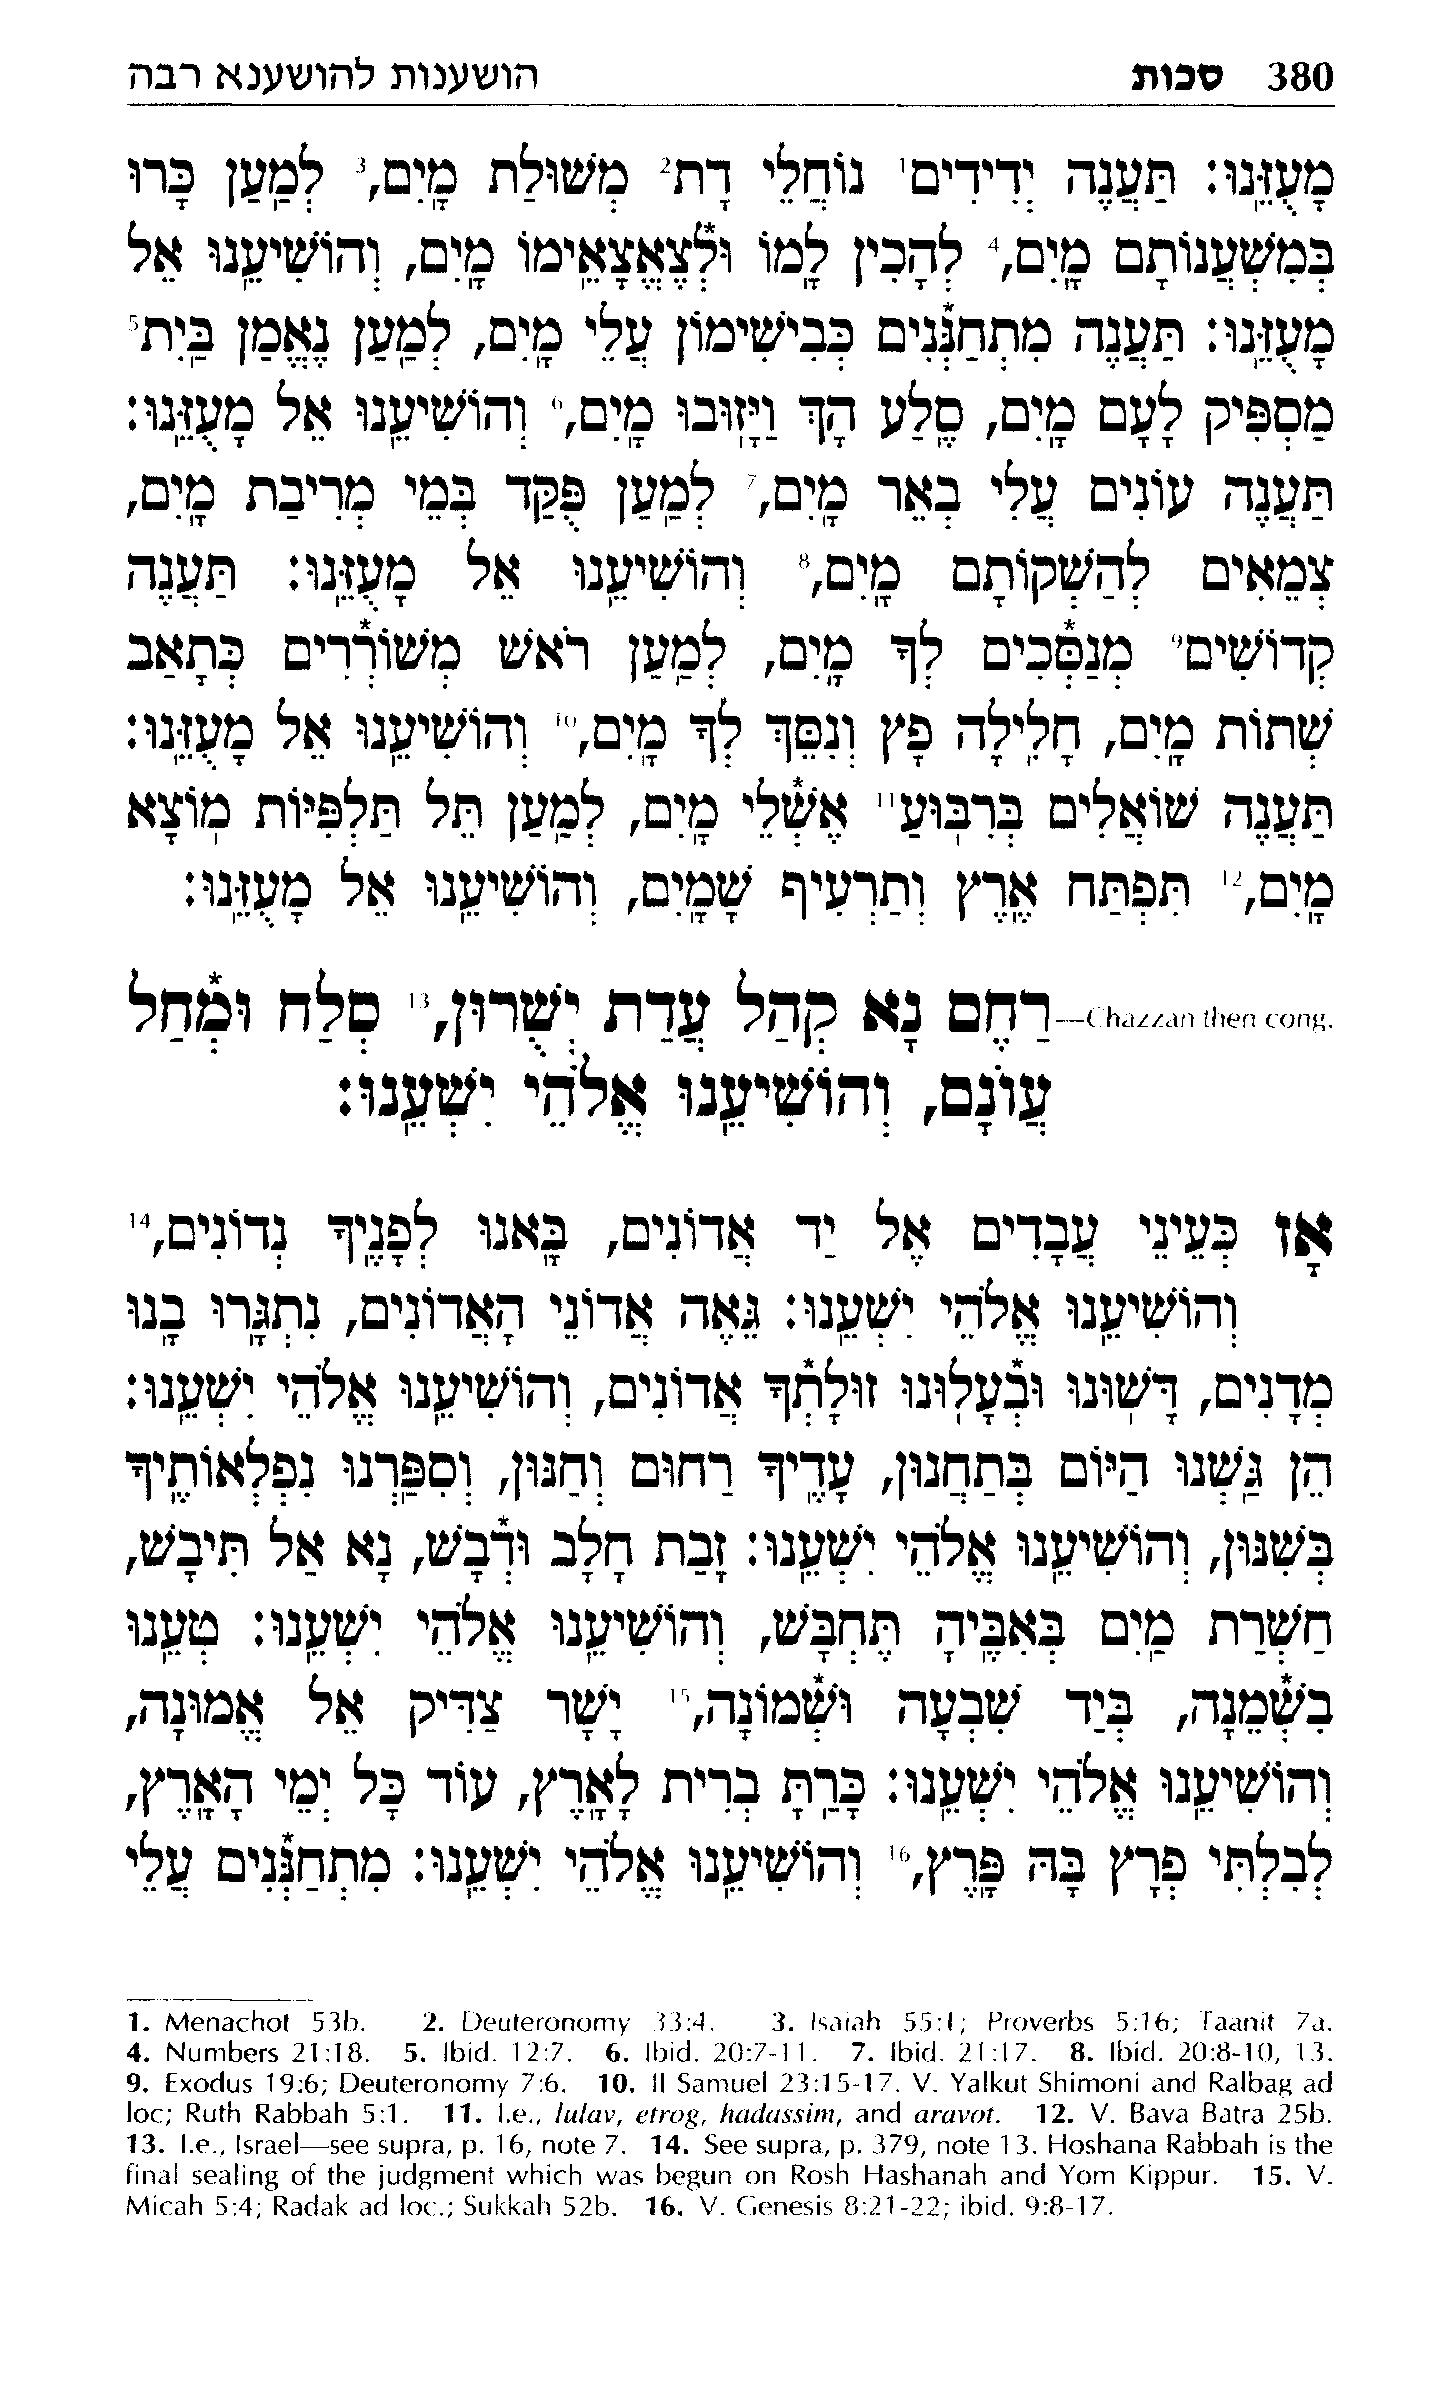 380 סכות הושענות להושענא רבה
מָעֻזֵּֽנוּ: תַּעֲנֶה יְדִידִים¹ נוֹחֲלֵי דָת² מְשׁוּלַת מָֽיִם,³ לְמַֽעַן כָּרוּ
בְמִשְׁעֲנוֹתָם מָֽיִם,⁴ לְהָכִין לָֽמוֹ וּלְֿצֶאֱצָאֵֽימוֹ מָֽיִם, וְהוֹשִׁיעֵֽנוּ אֵל
מָעֻזֵּֽנוּ: תַּעֲנֶה מִתְחַנְּֿנִים כְּבִישִׁימוֹן עֲלֵי מָֽיִם, לְמַֽעַן נֶאֱמַן בַּֽיִת⁵
מַסְפִּיק לָעָם מָֽיִם, סֶֽלַע הָךְ וַיָּזֽוּבוּ מָֽיִם,⁶ וְהוֹשִׁיעֵֽנוּ אֵל מָעֻזֵּֽנוּ:
תַּעֲנֶה עוֹנִים עֲלִי בְאֵר מָֽיִם,⁷ לְמַֽעַן פֻּקַּד בְּמֵי מְרִיבַת מָֽיִם,
צְמֵאִים לְהַשְׁקוֹתָם מָֽיִם,⁸ וְהוֹשִׁיעֵֽנוּ אֵל מָעֻזֵּֽנוּ: תַּעֲנֶה
קְדוֹשִׁים⁹ מְנַסְּֿכִים לְךָ מָֽיִם, לְמַֽעַן רֹאשׁ מְשׁוֹרְֿרִים כְּתָאַב
שְׁתוֹת מָֽיִם, חָלִֽילָה פָּץ וְנִסֵּךְ לְךָ מָֽיִם,¹⁰ וְהוֹשִׁיעֵֽנוּ אֵל מָעֻזֵּֽנוּ:
תַּעֲנֶה שׁוֹאֲלִים בְּרִבּֽוּעַ¹¹ אֶשְֿׁלֵי מָֽיִם, לְמַֽעַן תֵּל תַּלְפִּיּוֹת מֽוֹצָא
מָֽיִם,¹² תִּפְתַּח אֶֽרֶץ וְתַרְעִיף שָׁמָֽיִם, וְהוֹשִׁיעֵֽנוּ אֵל מָעֻזֵּֽנוּ:
Chazzan then cong.—רַחֶם נָא קְהַל עֲדַת יְשֻׁרוּן,¹³ סְלַח וּמְֿחַל
עֲוֹנָם, וְהוֹשִׁיעֵֽנוּ אֱלֹהֵי יִשְׁעֵֽנוּ:
אָז כְּעֵינֵי עֲבָדִים אֶל יַד אֲדוֹנִים, בָּֽאנוּ לְפָנֶֽיךָ נְדוֹנִים,¹⁴
וְהוֹשִׁיעֵֽנוּ אֱלֹהֵי יִשְׁעֵֽנוּ: גֵּאֶה אֲדוֹנֵי הָאֲדוֹנִים, נִתְגָּרוּ בָֽנוּ
מְדָנִים, דָּשֽׁוּנוּ וּבְֿעָלֽוּנוּ זוּלָתְֿךָ אֲדוֹנִים, וְהוֹשִׁיעֵֽנוּ אֱלֹהֵי יִשְׁעֵֽנוּ:
הֵן גַּֽשְׁנוּ הַיּוֹם בְּתַחֲנוּן, עָדֶֽיךָ רַחוּם וְחַנּוּן, וְסִפַּֽרְנוּ נִפְלְאוֹתֶֽיךָ
בְּשִׁנּוּן, וְהוֹשִׁיעֵֽנוּ אֱלֹהֵי יִשְׁעֵֽנוּ: זָבַת חָלָב וּדְֿבָשׁ, נָא אַל תִּיבָשׁ,
חַשְׁרַת מַֽיִם בְּאִבֶּֽיהָ תֶּחְבָּשׁ, וְהוֹשִׁיעֵֽנוּ אֱלֹהֵי יִשְׁעֵֽנוּ: טְעֵֽנוּ
בִשְֿׁמֵנָה, בְּיַד שִׁבְעָה וּשְֿׁמוֹנָה,¹⁵ יָשָׁר צַדִּיק אֵל אֱמוּנָה,
וְהוֹשִׁיעֵֽנוּ אֱלֹהֵי יִשְׁעֵֽנוּ: כָּרַֽתָּ בְרִית לָאָֽרֶץ, עוֹד כָּל יְמֵי הָאָֽרֶץ,
לְבִלְתִּי פְרָץ בָּהּ פָּֽרֶץ,¹⁶ וְהוֹשִׁיעֵֽנוּ אֱלֹהֵי יִשְׁעֵֽנוּ: מִתְחַנְּֿנִים עֲלֵי
1. Menachot 53b. 2. Deuteronomy 33:4. 3. Isaiah 55:1; Proverbs 5:16; Taanit 7a.
4. Numbers 21:18. 5. Ibid. 12:7. 6. Ibid. 20:7-11. 7. Ibid. 21:17. 8. Ibid. 20:8-10, 13.
9. Exodus 19:6; Deuteronomy 7:6. 10. II Samuel 23:15-17. V. Yalkut Shimoni and Ralbag ad
loc; Ruth Rabbah 5:1. 11. I.e., lulav, etrog, hadassim, and aravot. 12. V. Bava Batra 25b.
13. I.e., Israel—see supra, p. 16, note 7. 14. See supra, p. 379, note 13. Hoshana Rabbah is the
final sealing of the judgment which was begun on Rosh Hashanah and Yom Kippur. 15. V.
Micah 5:4; Radak ad loc.; Sukkah 52b. 16. V. Genesis 8:21-22; ibid. 9:8-17.